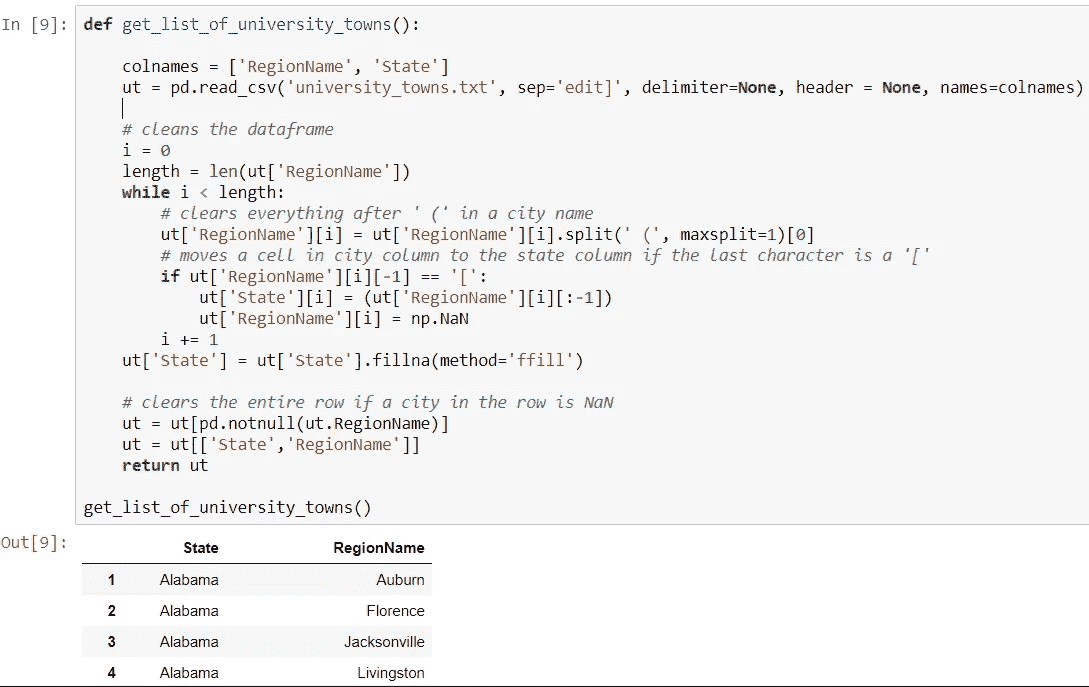 In [9]: def get_list_of_university_towns():
colnames = ['RegionName', 'State']
ut = pd.read_csv('university_towns.txt', sep='edit]', delimiter=None, header = None, names=colnames)
# cleans the dataframe
i = 0
length = len(ut['RegionName'])
while i < length:
# clears everything after ' (' in a city name
ut['RegionName'][i] = ut['RegionName'][i].split(' (', maxsplit=1)[0]
# moves a cell in city column to the state column if the last character is a '['
if ut['RegionName'][i][-1] == '[':
ut['State'][i] = (ut['RegionName'][i][:-1])
ut['RegionName'][i] = np.NaN
i += 1
ut['State'] = ut['State'].fillna(method='ffill')
# clears the entire row if a city in the row is NaN
ut = ut[pd.notnull(ut.RegionName)]
ut = ut[['State','RegionName']]
return ut
get_list_of_university_towns()
Out[9]:
State RegionName
1 Alabama Auburn
2 Alabama Florence
3 Alabama Jacksonville
4 Alabama Livingston